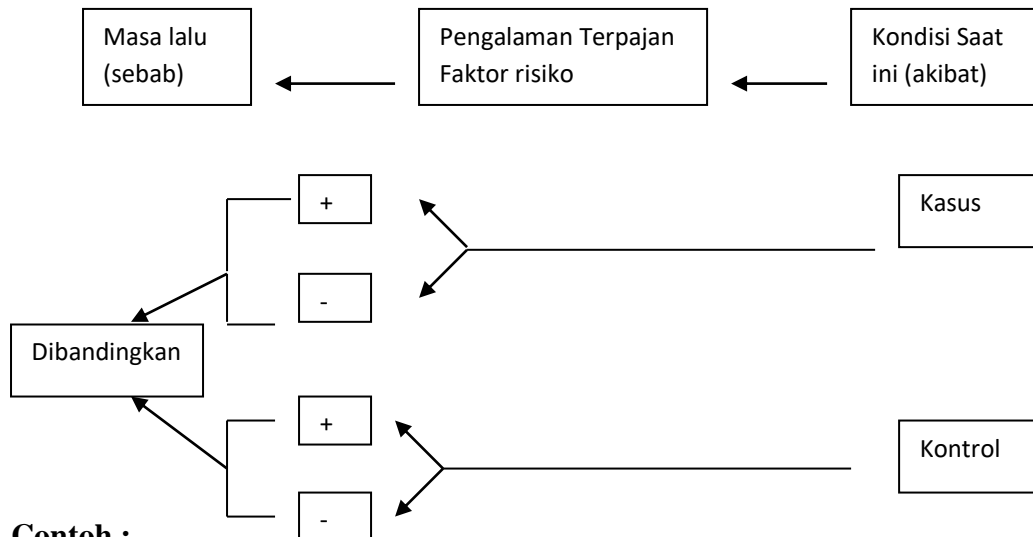 Masa lalu
(sebab)
Pengalaman Terpajan
Faktor risiko
Kondisi Saat
ini (akibat)
+
Kasus
-
Dibandingkan
+
Kontrol
-
Contoh :